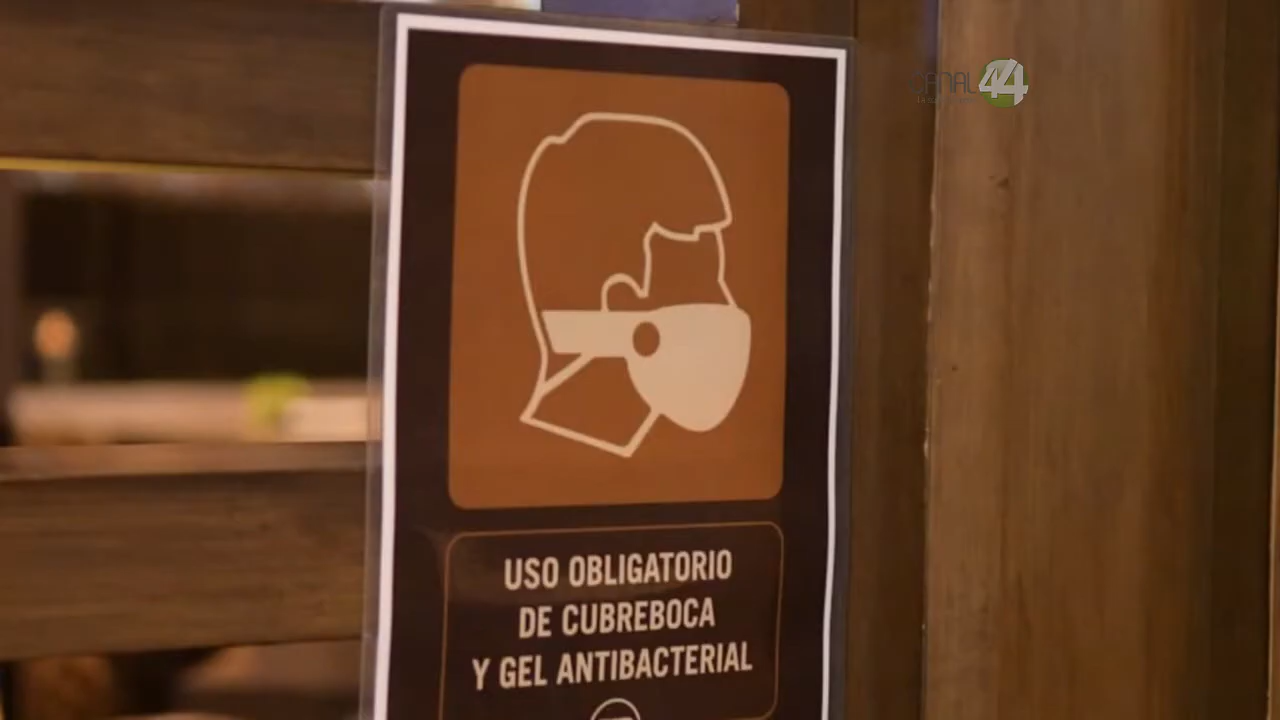 CANAL 44
USO OBLIGATORIO
DE CUBREBOCA
Y GEL ANTIBACTERIAL